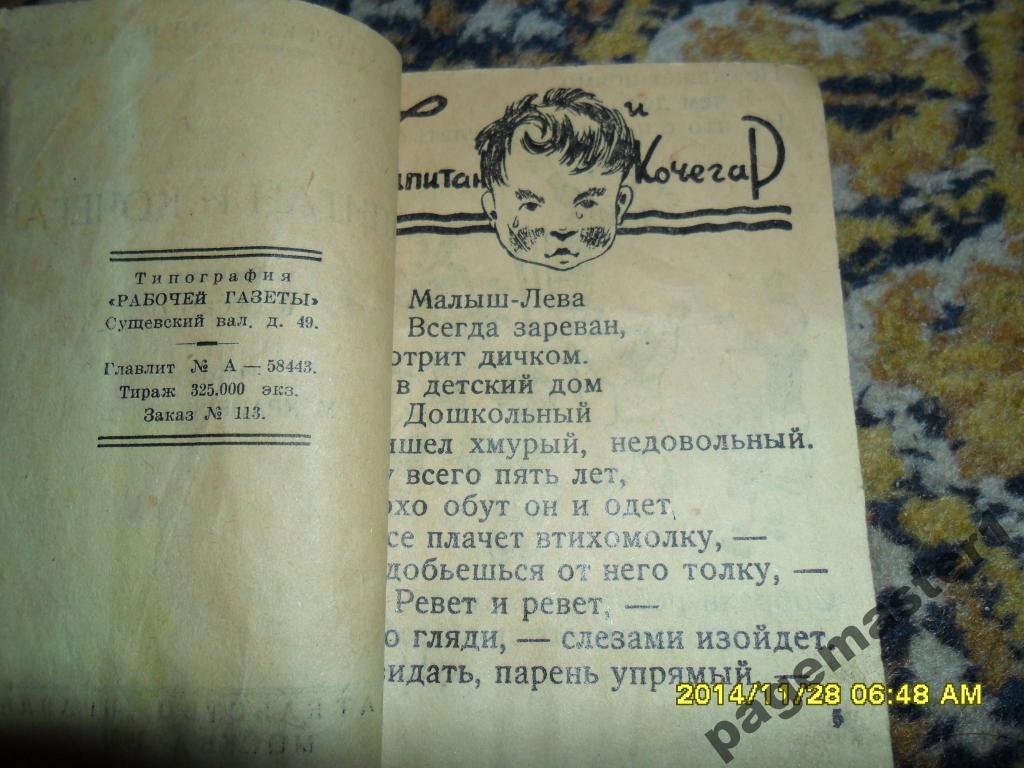 Типография
«РАБОЧЕЙ ГАЗЕТЫ»
Сущевский вал, д. 49.
Главлит № А — 58443.
Тираж 325.000 экз.
Заказ № 113.
и
апитан Кочегар
Малыш-Лева
Всегда зареван,
отрит дичком.
в детский дом
Дошкольный
ишел хмурый, недовольный.
у всего пять лет,
охо обут он и одет,
се плачет втихомолку, —
добьешься от него толку, —
Ревет и ревет, —
о гляди, — слезами изойдет.
видать, парень упрямый, —
5
2014/11/28 06:48 AM
pagemaster1